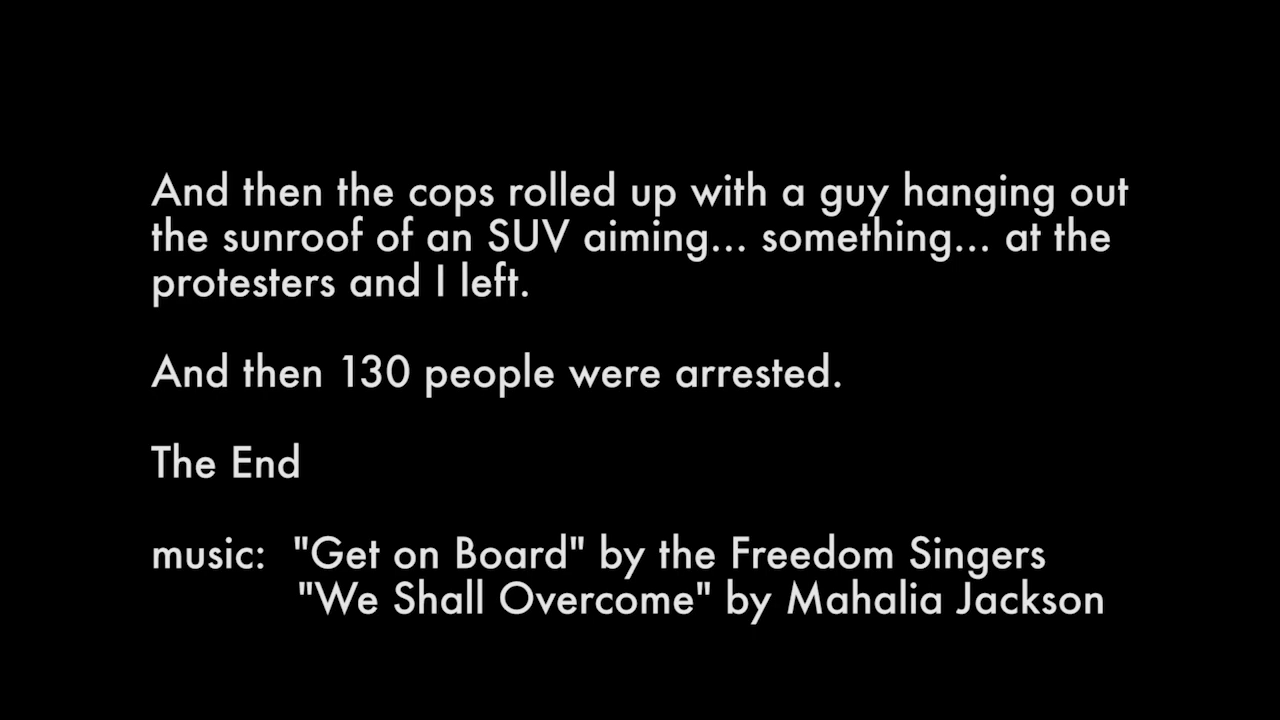 And then the cops rolled up with a guy hanging out
the sunroof of an SUV aiming... something... at the
protesters and I left.
And then 130 people were arrested.
The End
music: "Get on Board" by the Freedom Singers
"We Shall Overcome" by Mahalia Jackson